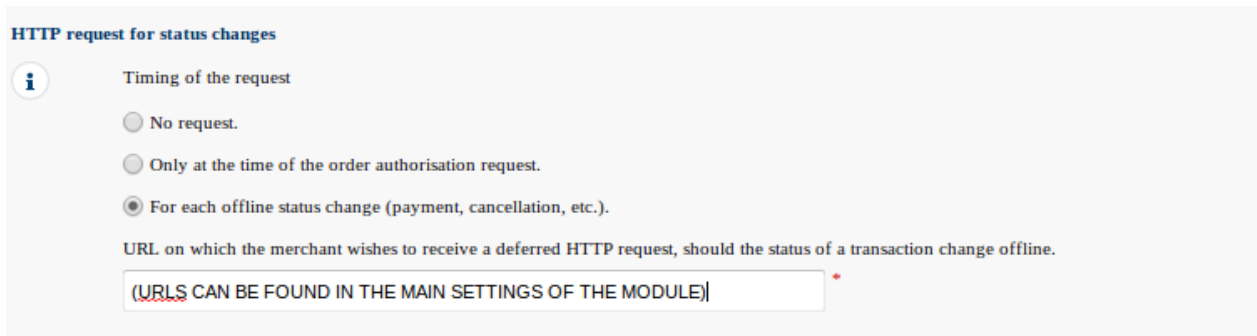 HTTP request for status changes
i
Timing of the request
No request.
Only at the time of the order authorisation request.
For each offline status change (payment, cancellation, etc.).
URL on which the merchant wishes to receive a deferred HTTP request, should the status of a transaction change offline.
(URLS CAN BE FOUND IN THE MAIN SETTINGS OF THE MODULE) *